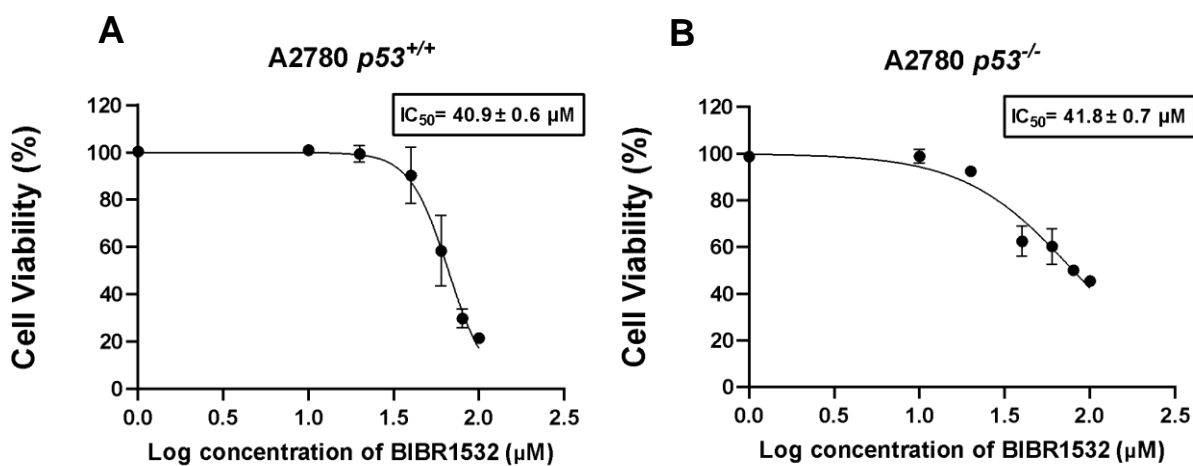 A
A2780 p53+/+
IC50= 40.9 ± 0.6 µM
Cell Viability (%)
120
100
80
60
40
20
0
0.0 0.5 1.0 1.5 2.0 2.5
Log concentration of BIBR1532 (µM)
B
A2780 p53-/-
IC50= 41.8 ± 0.7 µM
Cell Viability (%)
120
100
80
60
40
20
0
0.0 0.5 1.0 1.5 2.0 2.5
Log concentration of BIBR1532 (µM)